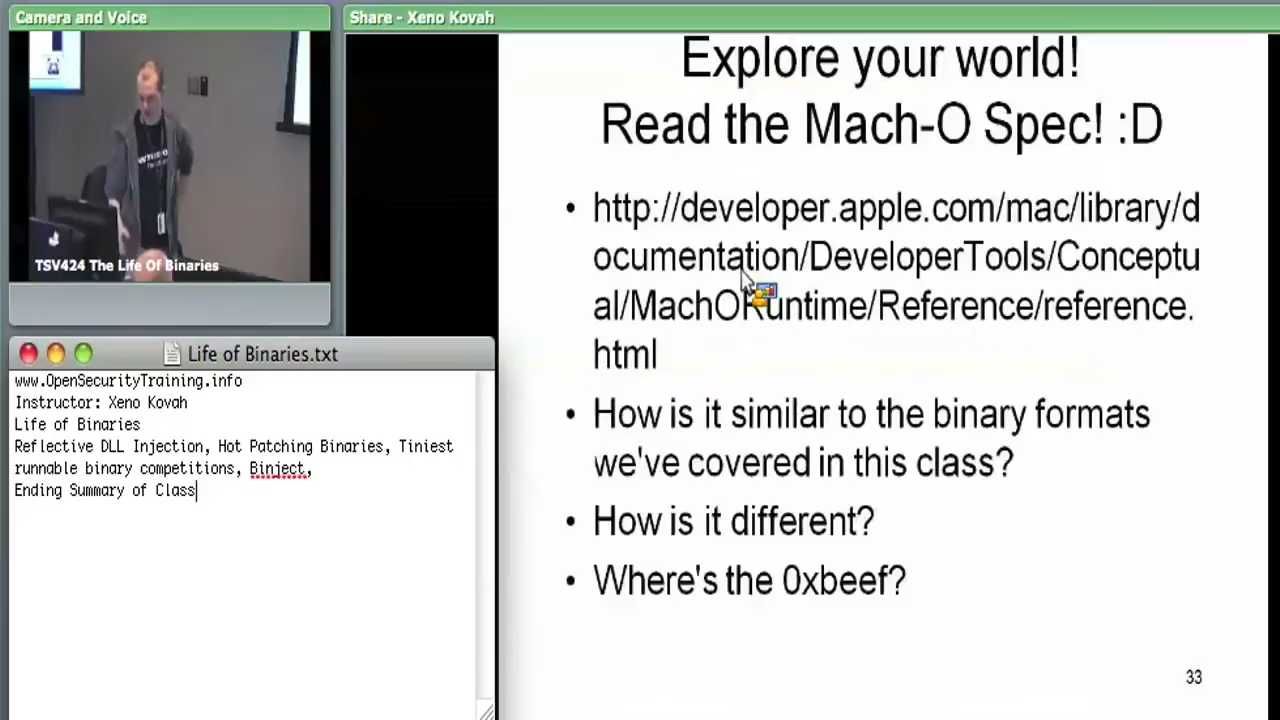 Camera and Voice
TSV424 The Life Of Binaries
Life of Binaries.txt
www.OpenSecurityTraining.info
Instructor: Xeno Kovah
Life of Binaries
Reflective DLL Injection, Hot Patching Binaries, Tiniest
runnable binary competitions, Binject,
Ending Summary of Class
Share - Xeno Kovah
Explore your world!
Read the Mach-O Spec! :D
• http://developer.apple.com/mac/library/d
ocumentation/DeveloperTools/Conceptu
al/MachORuntime/Reference/reference.
html
• How is it similar to the binary formats
we've covered in this class?
• How is it different?
• Where's the 0xbeef?
33